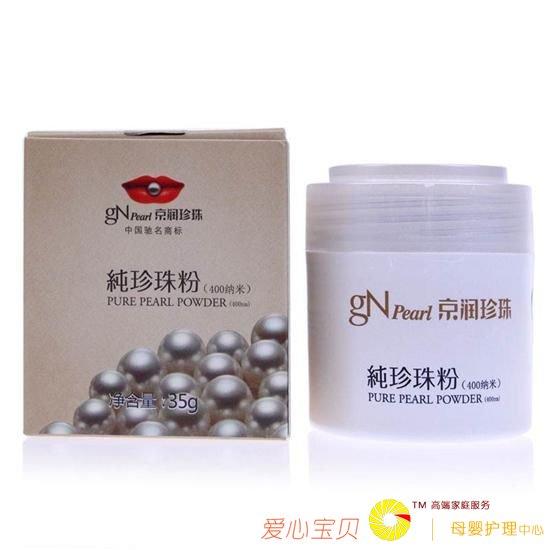 gN Pearl 京润珍珠
中国驰名商标
純珍珠粉(400纳米)
PURE PEARL POWDER (400nm)
净含量:35g
gN Pearl 京润珍珠
純珍珠粉(400纳米)
PURE PEARL POWDER (400nm)
爱心宝贝
TM 高端家庭服务
母婴护理中心